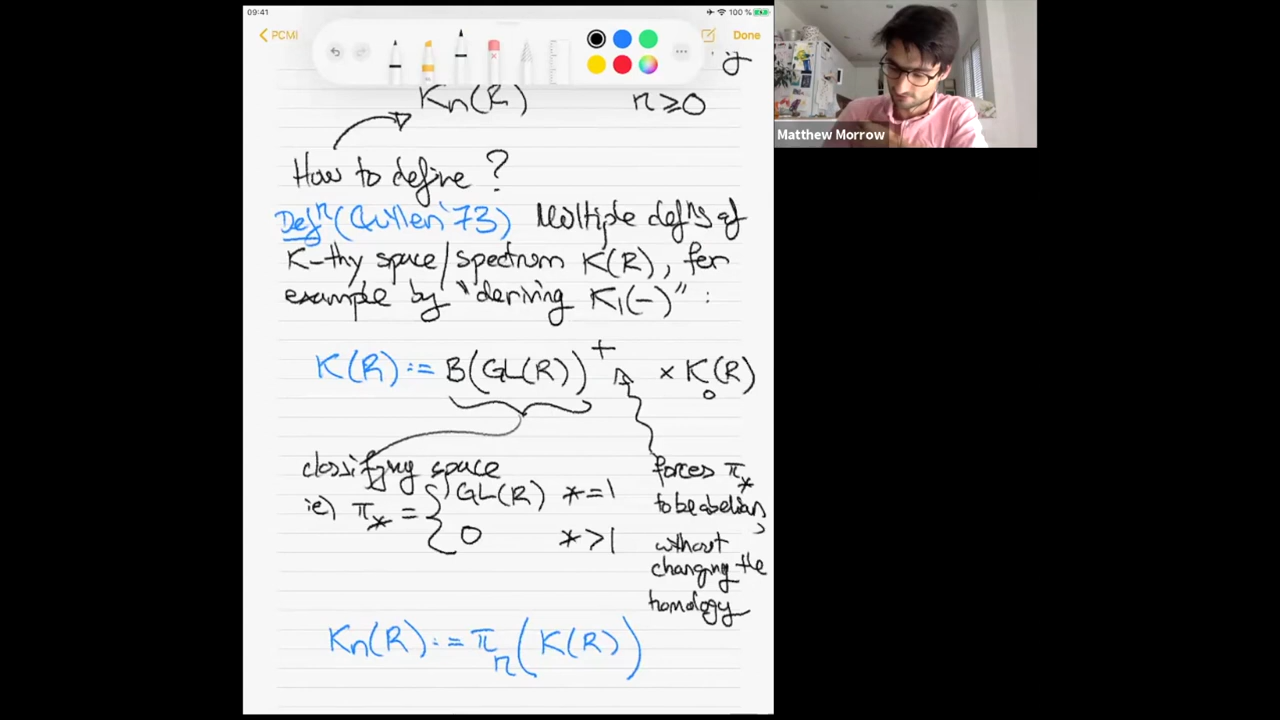 09:41
100 %
PCMI
Done
Matthew Morrow
Kn(R) n ≥ 0
How to define ?
Defⁿ (Quillen '73) Multiple defⁿs of
K-thy space/spectrum K(R), for
example by "deriving K₁(-)" :
K(R) := B(GL(R))⁺ × K₀(R)
classifying space
ie) π_* = { GL(R) * = 1
0 * > 1
forces π_*
to be abelian,
without
changing the
homology
Kn(R) := πn(K(R))